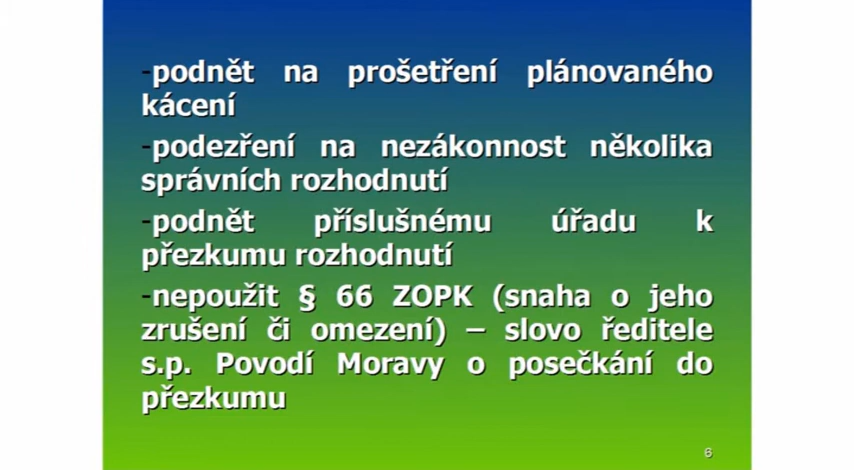 -podnět na prošetření plánovaného
kácení
-podezření na nezákonnost několika
správních rozhodnutí
-podnět příslušnému úřadu k
přezkumu rozhodnutí
-nepoužit § 66 ZOPK (snaha o jeho
zrušení či omezení) – slovo ředitele
s.p. Povodí Moravy o posečkání do
přezkumu
6